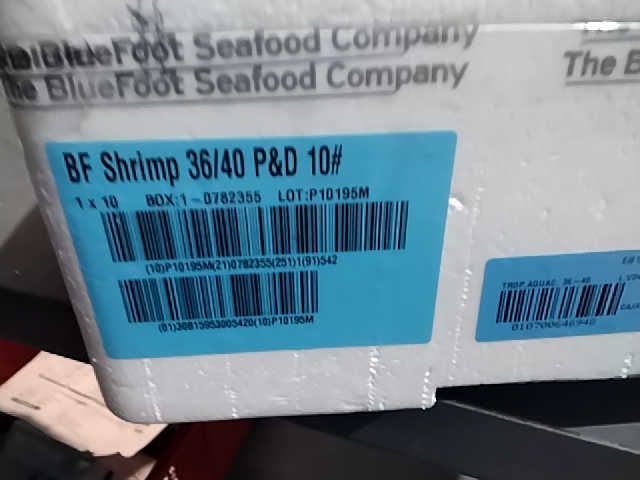 BlueFoot Seafood Company
The BlueFoot Seafood Company
The B
BF Shrimp 36/40 P&D 10#
1 x 10 BOX:1-0782355 LOT:P10195M
(10)P10195M(21)0782355(251)1(91)542
(01)30815953005420(10)P10195M
TROP.AQUAC. 36-40
010700646942